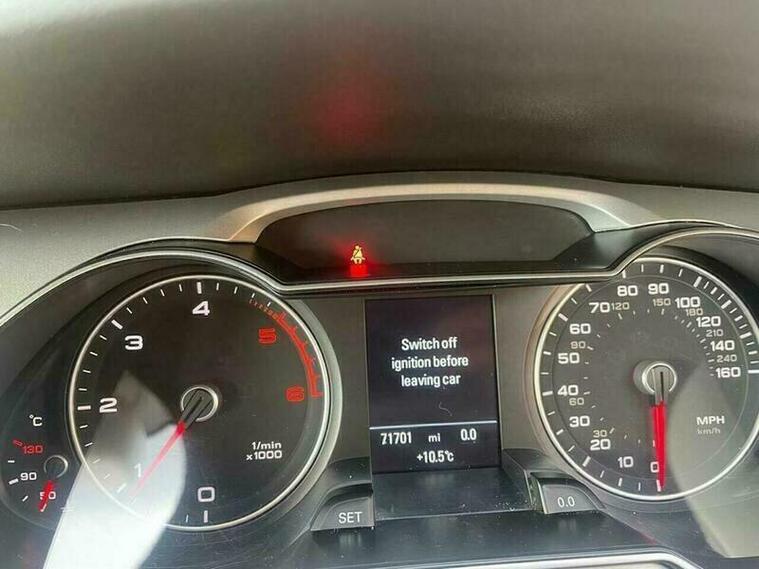 4
3
5
2
6
1
0
1/min
x1000
°C
130
90
50
Switch off
ignition before
leaving car
71701 mi 0.0
+10.5°C
SET
0.0
80 90
70 120 150 100
60 180 120
50 90 210 140
240 160
40 60
30
20 30
10 0
MPH
km/h